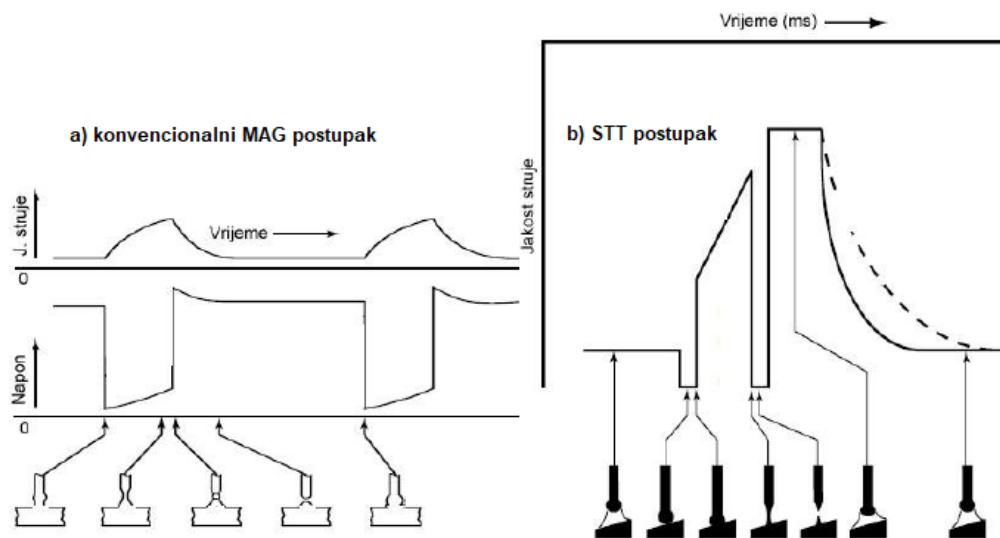 a) konvencionalni MAG postupak
J. struje
Vrijeme
0
Napon
0
Vrijeme (ms)
b) STT postupak
Jakost struje